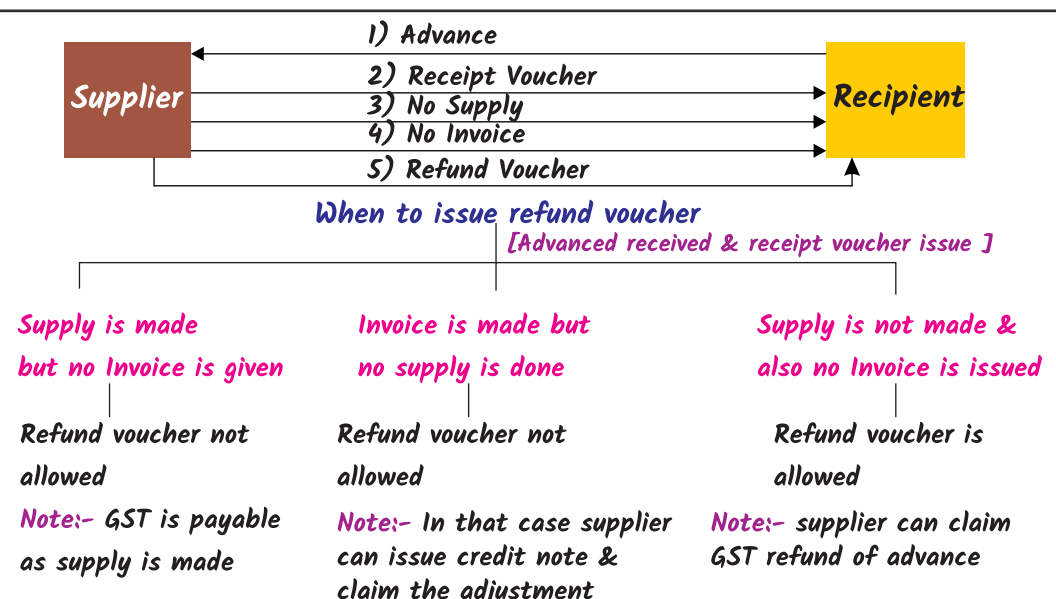 1) Advance
Supplier
2) Receipt Voucher
Recipient
3) No Supply
4) No Invoice
5) Refund Voucher
When to issue refund voucher
[Advanced received & receipt voucher issue ]
Supply is made
but no Invoice is given
Refund voucher not
allowed
Note:- GST is payable
as supply is made
Invoice is made but
no supply is done
Refund voucher not
allowed
Note:- In that case supplier
can issue credit note &
claim the adjustment
Supply is not made &
also no Invoice is issued
Refund voucher is
allowed
Note:- supplier can claim
GST refund of advance